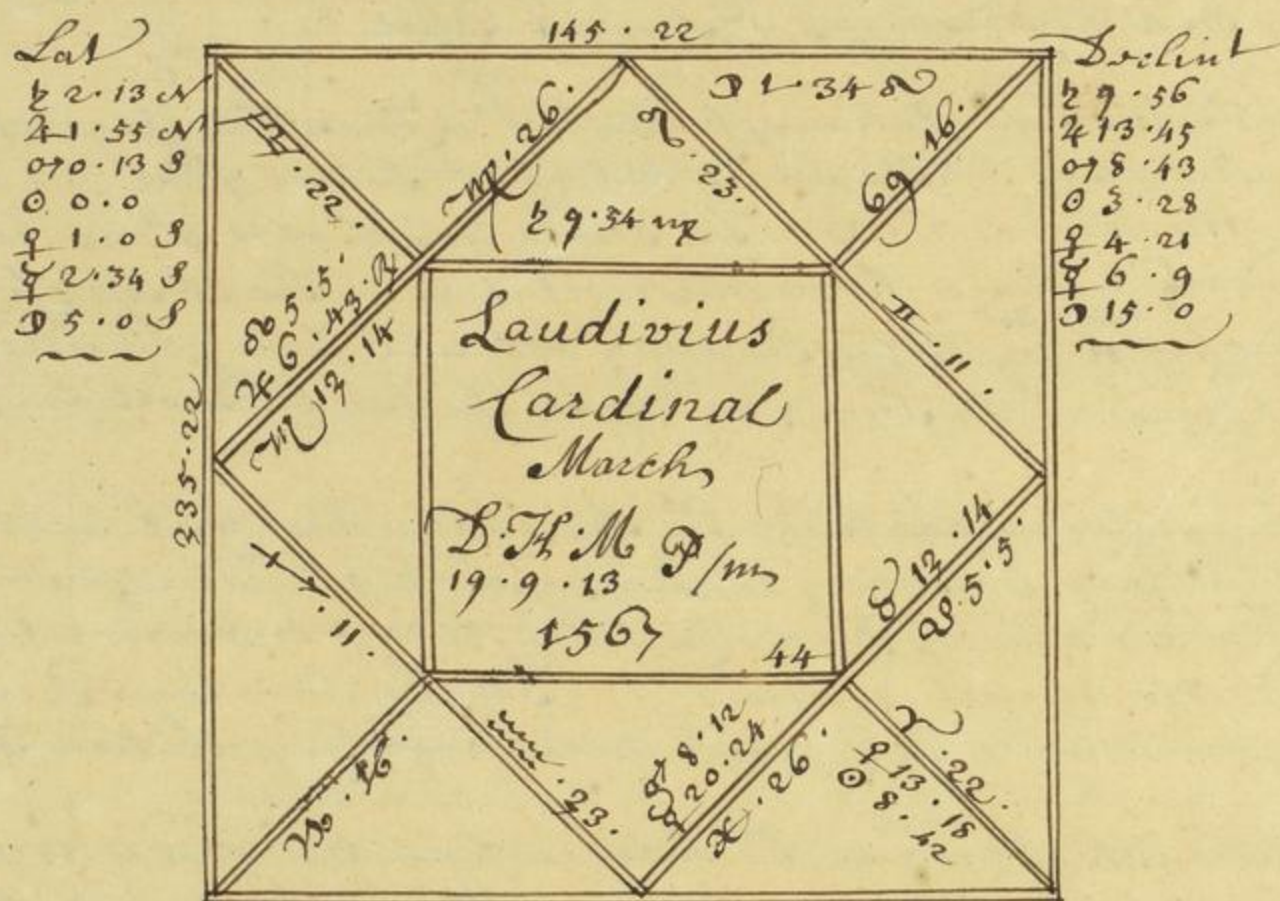 145 . 22
Lat
♄ 2 . 13 N
♃ 1 . 55 N
♂ 0 . 13 S
☉ 0 . 0
♀ 1 . 0 S
☿ 2 . 34 S
☽ 5 . 0 S
Declint
♄ 9 . 56
♃ 13 . 45
♂ 8 . 43
☉ 3 . 28
♀ 4 . 21
☿ 6 . 9
☽ 15 . 0
☽ 1 . 34 ♌
♎ . 22 .
♍ . 26 .
♌ . 23 .
♋ . 16 .
♄ 9 . 34 ♍
☊ 5 . 5 .
♃ 6 . 43 . R
♏ 12 . 14
♊ . 11 .
235 . 22
Laudivius
Cardinal
March
D . H . M P/m
19 . 9 . 13
1567
44
♉ 12 . 14
☋ . 5 . 5 .
♐ . 11 .
♑ . 16 .
♒ . 23 .
♂ 8 . 12
☿ 20 . 24
♓ . 26 .
♈ . 22 .
♀ 13 . 18
☉ 8 . 42